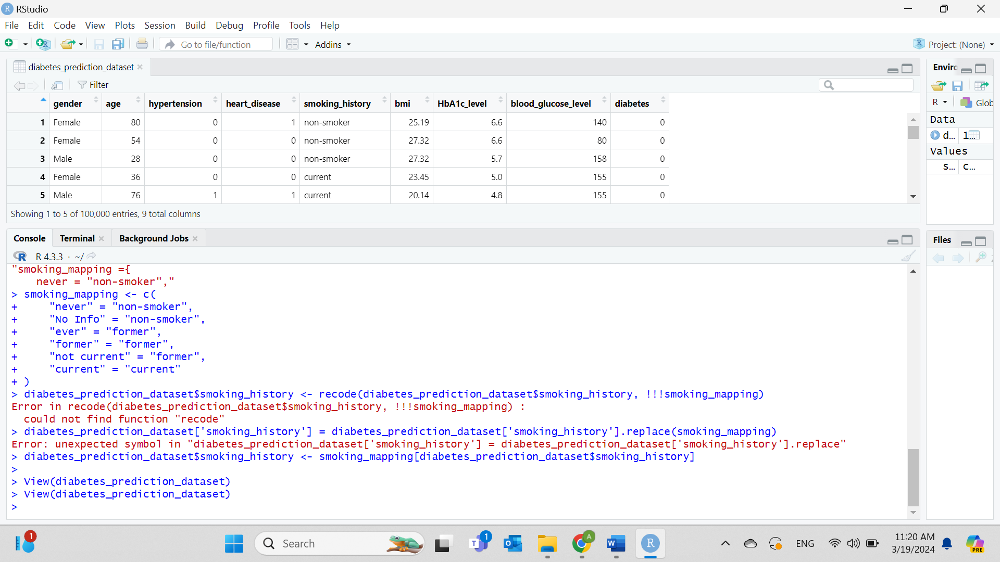 RStudio
File Edit Code View Plots Session Build Debug Profile Tools Help
Go to file/function Addins Project: (None)
diabetes_prediction_dataset
Filter
gender age hypertension heart_disease smoking_history bmi HbA1c_level blood_glucose_level diabetes
1 Female 80 0 1 non-smoker 25.19 6.6 140 0
2 Female 54 0 0 non-smoker 27.32 6.6 80 0
3 Male 28 0 0 non-smoker 27.32 5.7 158 0
4 Female 36 0 0 current 23.45 5.0 155 0
5 Male 76 1 1 current 20.14 4.8 155 0
Showing 1 to 5 of 100,000 entries, 9 total columns
Enviro
R Glob
Data
d... 1...
Values
s... c...
Console Terminal Background Jobs
R 4.3.3 · ~/
"smoking_mapping ={
    never = "non-smoker","
> smoking_mapping <- c(
+     "never" = "non-smoker",
+     "No Info" = "non-smoker",
+     "ever" = "former",
+     "former" = "former",
+     "not current" = "former",
+     "current" = "current"
+ )
> diabetes_prediction_dataset$smoking_history <- recode(diabetes_prediction_dataset$smoking_history, !!!smoking_mapping)
Error in recode(diabetes_prediction_dataset$smoking_history, !!!smoking_mapping) :
  could not find function "recode"
> diabetes_prediction_dataset['smoking_history'] = diabetes_prediction_dataset['smoking_history'].replace(smoking_mapping)
Error: unexpected symbol in "diabetes_prediction_dataset['smoking_history'] = diabetes_prediction_dataset['smoking_history'].replace"
> diabetes_prediction_dataset$smoking_history <- smoking_mapping[diabetes_prediction_dataset$smoking_history]
>
> View(diabetes_prediction_dataset)
> View(diabetes_prediction_dataset)
>
Files
1
Search
1
A
ENG
11:20 AM
3/19/2024
PRE